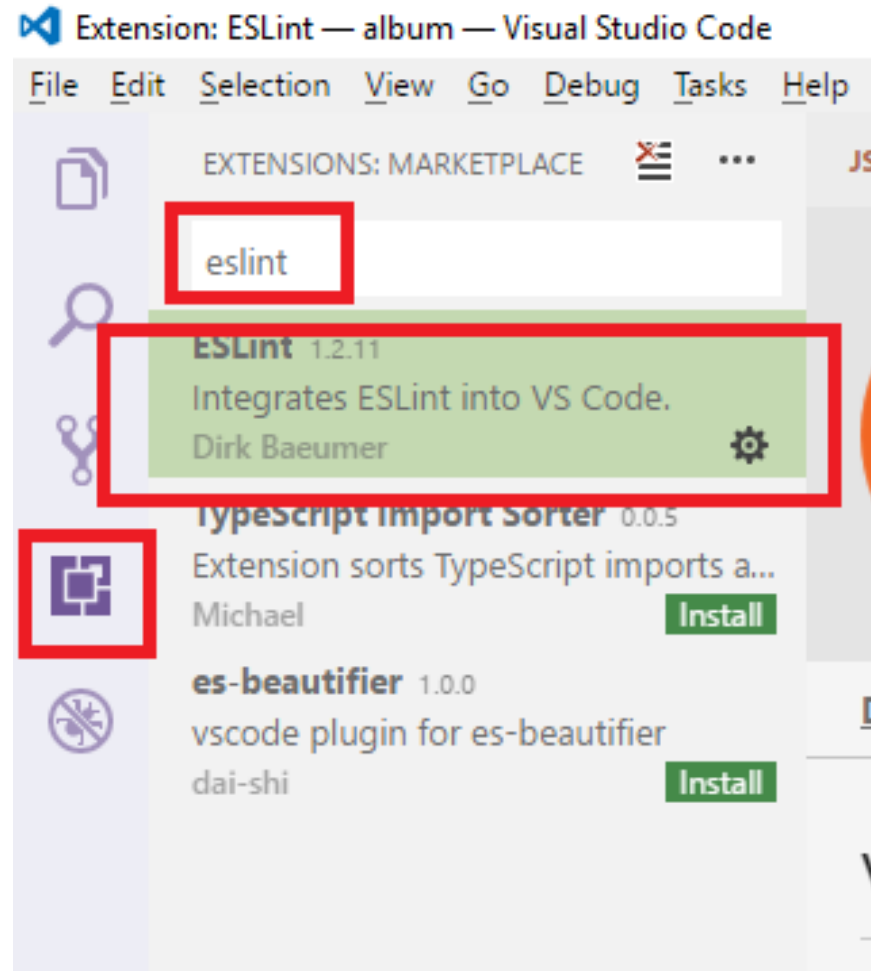 Extension: ESLint — album — Visual Studio Code
File Edit Selection View Go Debug Tasks Help
EXTENSIONS: MARKETPLACE
eslint
ESLint 1.2.11
Integrates ESLint into VS Code.
Dirk Baeumer
TypeScript Import Sorter 0.0.5
Extension sorts TypeScript imports a...
Michael Install
es-beautifier 1.0.0
vscode plugin for es-beautifier
dai-shi Install